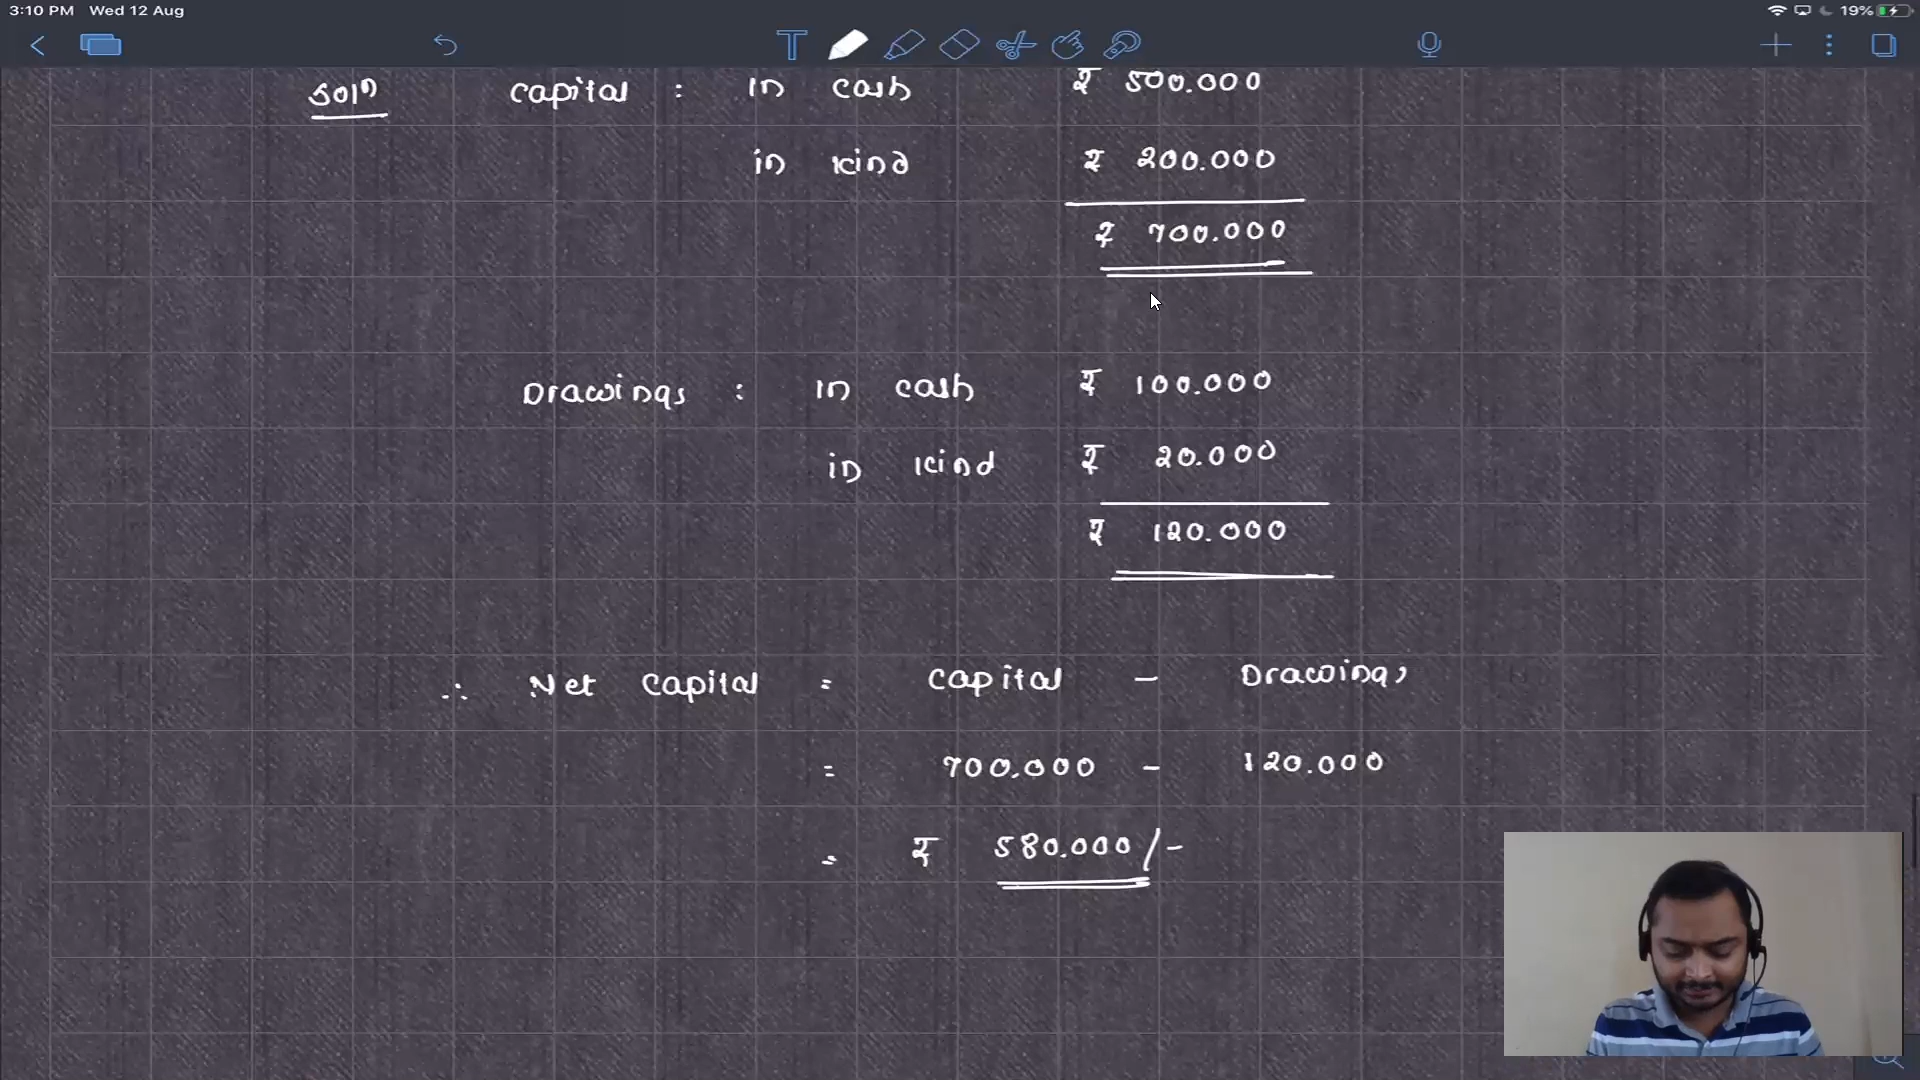 3:10 PM Wed 12 Aug 19%
Soln Capital : In cash ₹ 500.000
in kind ₹ 200.000
₹ 700.000
Drawings : In cash ₹ 100.000
in kind ₹ 20.000
₹ 120.000
∴ Net Capital = Capital - Drawings
= 700.000 - 120.000
= ₹ 580.000/-